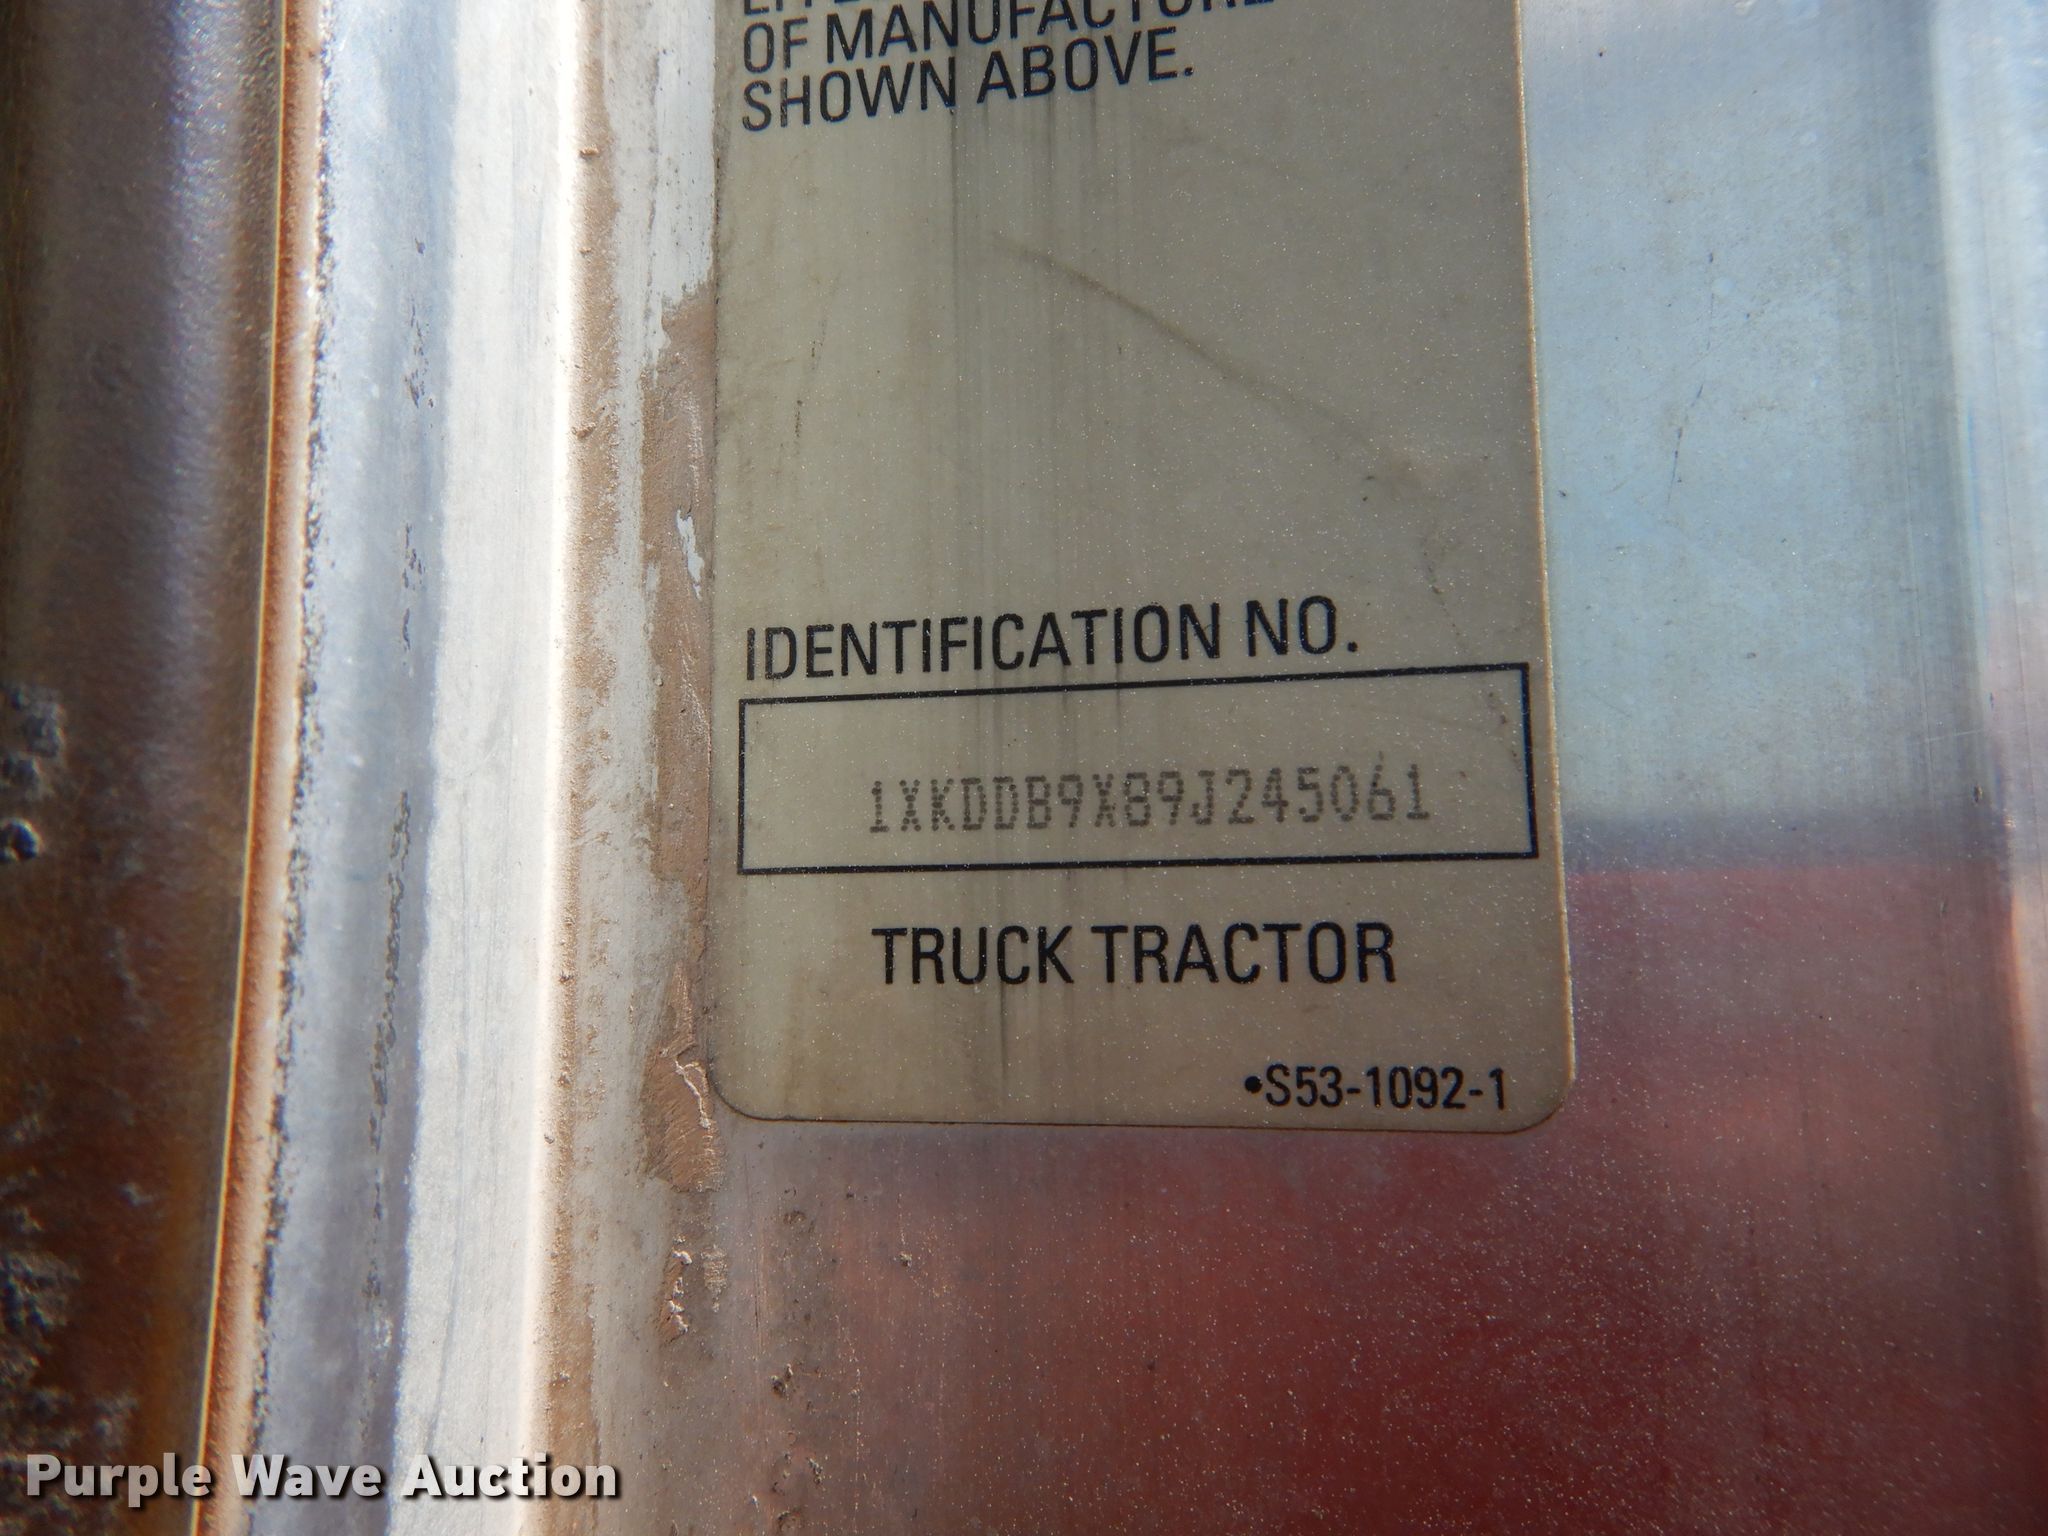 OF MANUFACTURE
SHOWN ABOVE.
IDENTIFICATION NO.
1XKDDB9X89J245061
TRUCK TRACTOR
•S53-1092-1
Purple Wave Auction